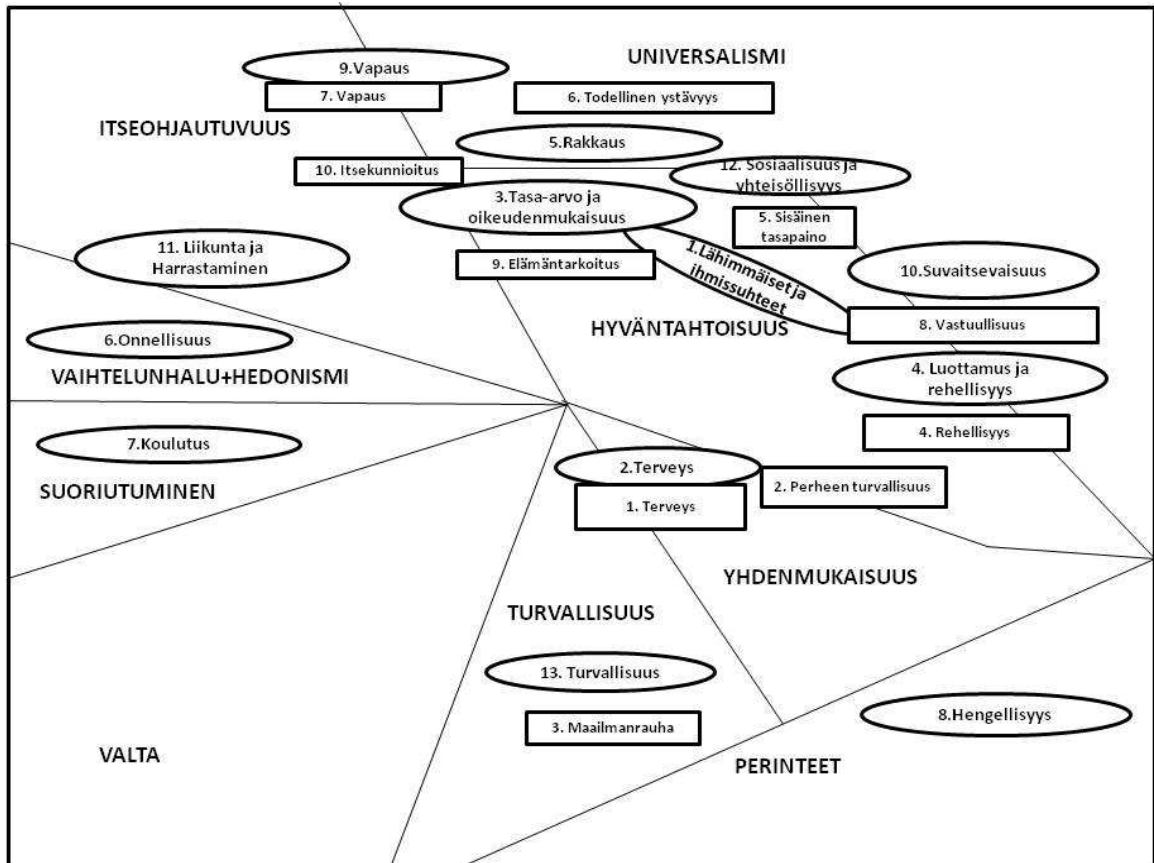 UNIVERSALISMI
9.Vapaus
7. Vapaus
6. Todellinen ystävyys
ITSEOHJAUTUVUUS
5.Rakkaus
10. Itsekunnioitus
12. Sosiaalisuus ja
yhteisöllisyys
3.Tasa-arvo ja
oikeudenmukaisuus
5. Sisäinen
tasapaino
11. Liikunta ja
Harrastaminen
9. Elämäntarkoitus
1.Lähimmäiset ja
ihmissuhteet
10.Suvaitsevaisuus
HYVÄNTAHTOISUUS
8. Vastuullisuus
6.Onnellisuus
VAIHTELUNHALU+HEDONISMI
4. Luottamus ja
rehellisyys
7.Koulutus
4. Rehellisyys
SUORIUTUMINEN
2.Terveys
2. Perheen turvallisuus
1. Terveys
YHDENMUKAISUUS
TURVALLISUUS
13. Turvallisuus
8.Hengellisyys
3. Maailmanrauha
VALTA
PERINTEET